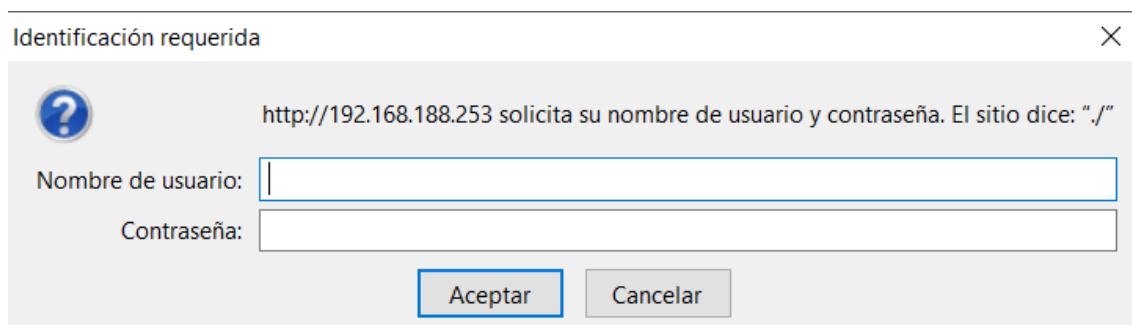 Identificación requerida
http://192.168.188.253 solicita su nombre de usuario y contraseña. El sitio dice: “./”
Nombre de usuario:
Contraseña:
Aceptar Cancelar